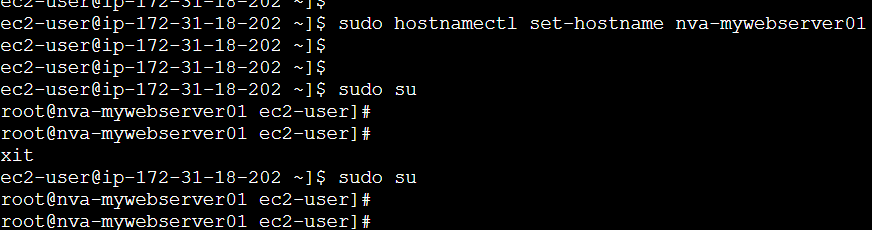 ec2-user@ip-172-31-18-202 ~]$
ec2-user@ip-172-31-18-202 ~]$ sudo hostnamectl set-hostname nva-mywebserver01
ec2-user@ip-172-31-18-202 ~]$
ec2-user@ip-172-31-18-202 ~]$
ec2-user@ip-172-31-18-202 ~]$ sudo su
root@nva-mywebserver01 ec2-user]#
root@nva-mywebserver01 ec2-user]#
xit
ec2-user@ip-172-31-18-202 ~]$ sudo su
root@nva-mywebserver01 ec2-user]#
root@nva-mywebserver01 ec2-user]#